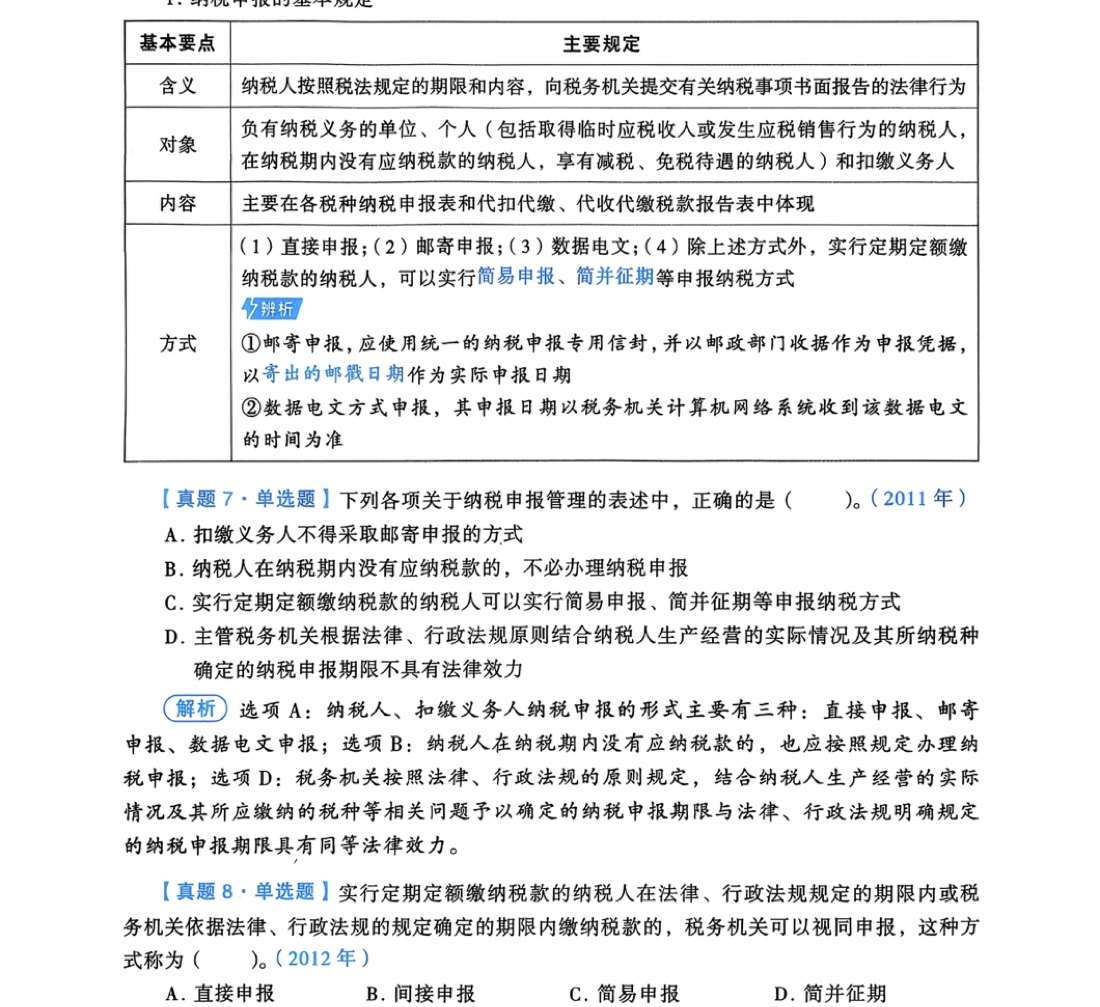 1. 纳税申报的基本规定
基本要点 主要规定
含义 纳税人按照税法规定的期限和内容，向税务机关提交有关纳税事项书面报告的法律行为
对象 负有纳税义务的单位、个人（包括取得临时应税收入或发生应税销售行为的纳税人，
在纳税期内没有应纳税款的纳税人，享有减税、免税待遇的纳税人）和扣缴义务人
内容 主要在各税种纳税申报表和代扣代缴、代收代缴税款报告表中体现
方式 （1）直接申报；（2）邮寄申报；（3）数据电文；（4）除上述方式外，实行定期定额缴
纳税款的纳税人，可以实行简易申报、简并征期等申报纳税方式
辨析
①邮寄申报，应使用统一的纳税申报专用信封，并以邮政部门收据作为申报凭据，
以寄出的邮戳日期作为实际申报日期
②数据电文方式申报，其申报日期以税务机关计算机网络系统收到该数据电文
的时间为准
【真题7·单选题】下列各项关于纳税申报管理的表述中，正确的是（　　）。（2011年）
A. 扣缴义务人不得采取邮寄申报的方式
B. 纳税人在纳税期内没有应纳税款的，不必办理纳税申报
C. 实行定期定额缴纳税款的纳税人可以实行简易申报、简并征期等申报纳税方式
D. 主管税务机关根据法律、行政法规原则结合纳税人生产经营的实际情况及其所纳税种
确定的纳税申报期限不具有法律效力
解析 选项A：纳税人、扣缴义务人纳税申报的形式主要有三种：直接申报、邮寄
申报、数据电文申报；选项B：纳税人在纳税期内没有应纳税款的，也应按照规定办理纳
税申报；选项D：税务机关按照法律、行政法规的原则规定，结合纳税人生产经营的实际
情况及其所应缴纳的税种等相关问题予以确定的纳税申报期限与法律、行政法规明确规定
的纳税申报期限具有同等法律效力。
【真题8·单选题】实行定期定额缴纳税款的纳税人在法律、行政法规规定的期限内或税
务机关依据法律、行政法规的规定确定的期限内缴纳税款的，税务机关可以视同申报，这种方
式称为（　　）。（2012年）
A. 直接申报 B. 间接申报 C. 简易申报 D. 简并征期